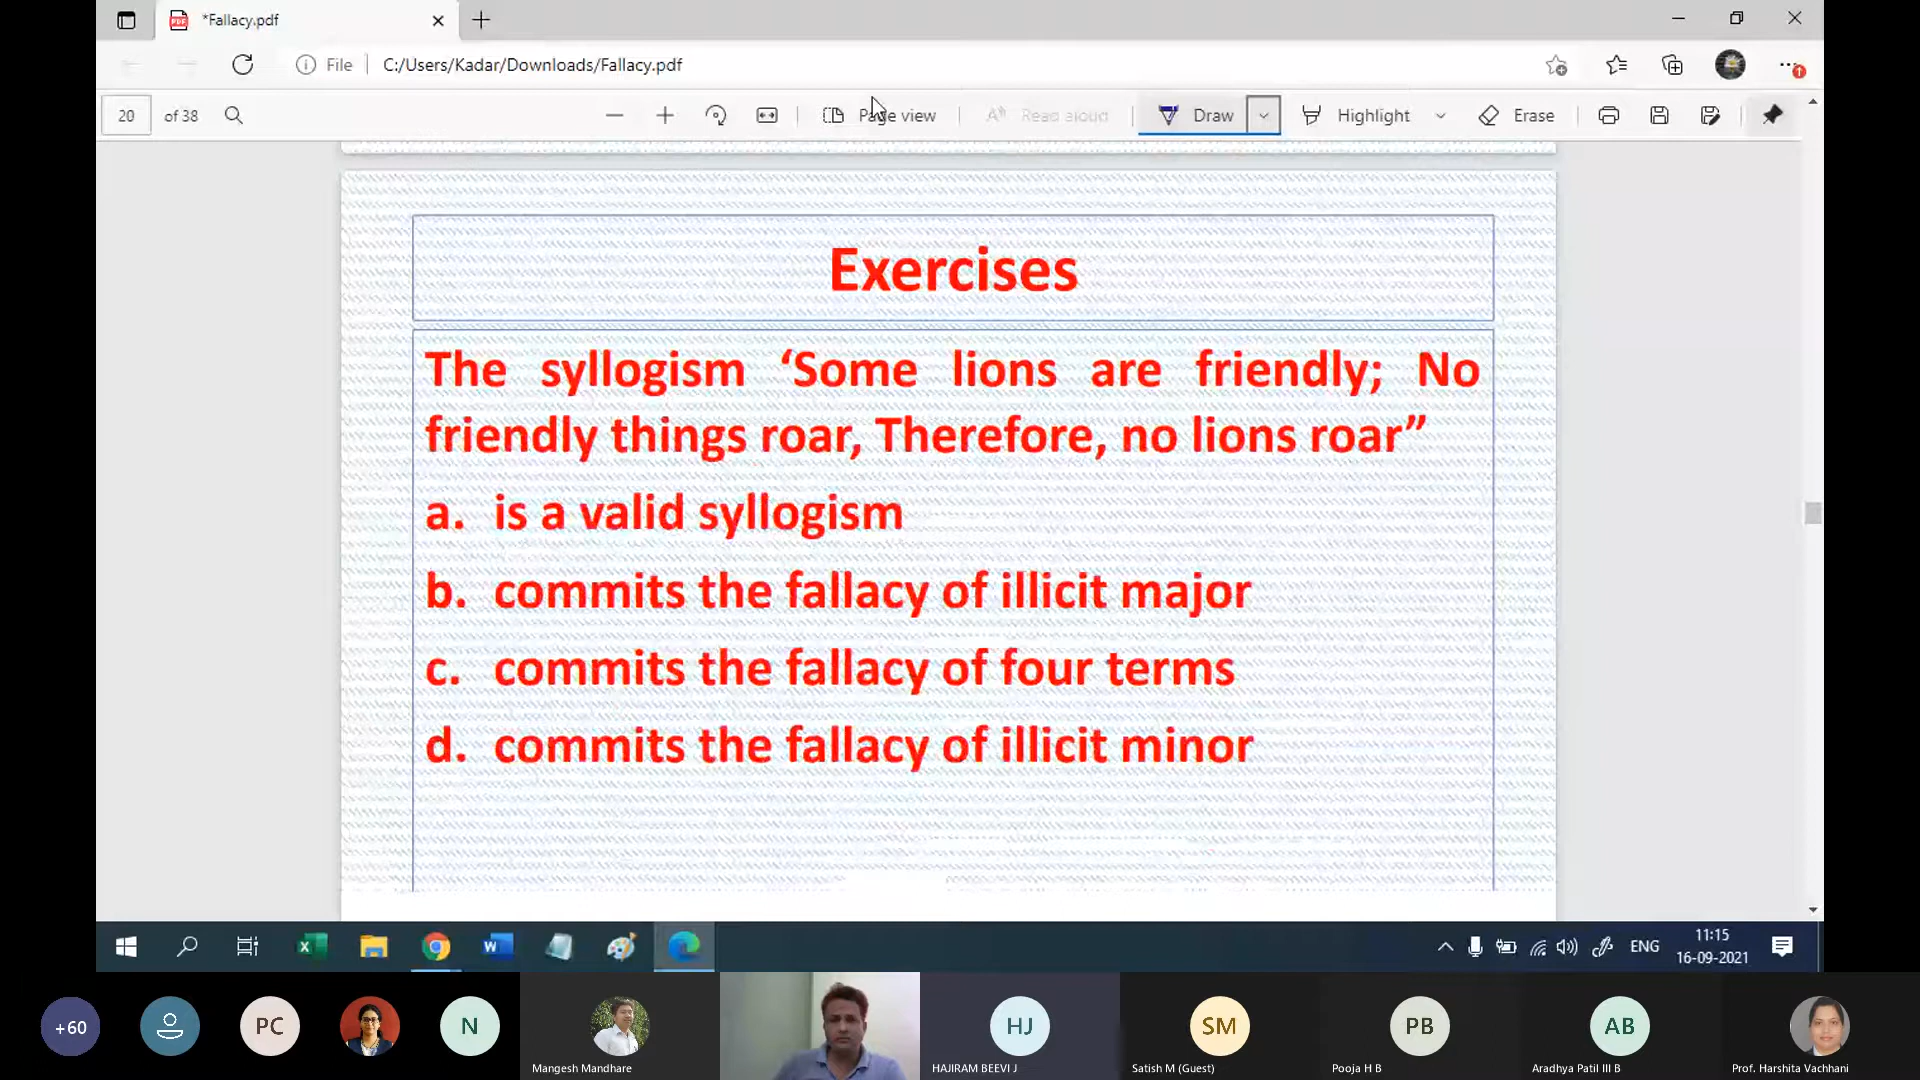 *Fallacy.pdf
File
C:/Users/Kadar/Downloads/Fallacy.pdf
20 of 38
Page view
Read aloud
Draw
Highlight
Erase
Exercises
The syllogism ‘Some lions are friendly; No
friendly things roar, Therefore, no lions roar”
a. is a valid syllogism
b. commits the fallacy of illicit major
c. commits the fallacy of four terms
d. commits the fallacy of illicit minor
ENG
11:15
16-09-2021
+60
PC
N
Mangesh Mandhare
HJ
HAJIRAM BEEVI J
SM
Satish M (Guest)
PB
Pooja H B
AB
Aradhya Patil III B
Prof. Harshita Vachhani